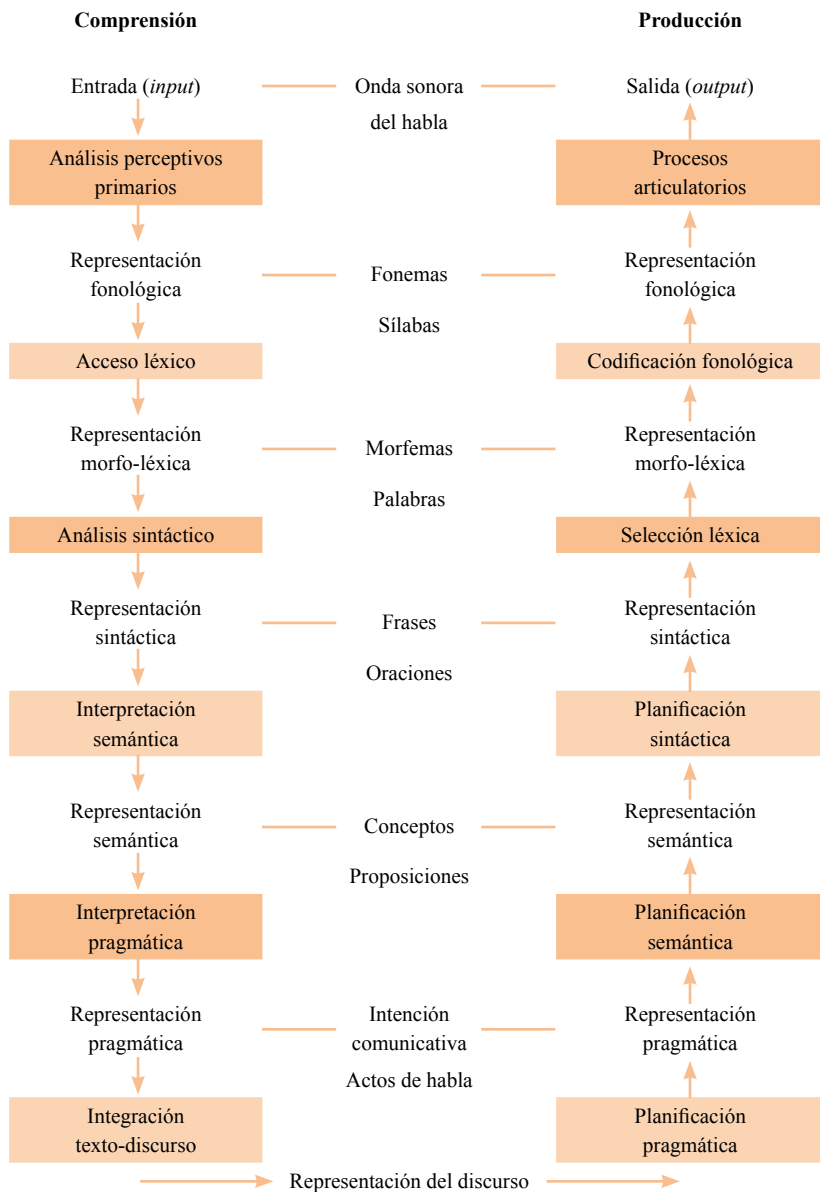 Comprensión
Producción
Entrada (input)
Onda sonora
del habla
Salida (output)
Análisis perceptivos
primarios
Procesos
articulatorios
Representación
fonológica
Fonemas
Sílabas
Representación
fonológica
Acceso léxico
Codificación fonológica
Representación
morfo-léxica
Morfemas
Palabras
Representación
morfo-léxica
Análisis sintáctico
Selección léxica
Representación
sintáctica
Frases
Oraciones
Representación
sintáctica
Interpretación
semántica
Planificación
sintáctica
Representación
semántica
Conceptos
Proposiciones
Representación
semántica
Interpretación
pragmática
Planificación
semántica
Representación
pragmática
Intención
comunicativa
Actos de habla
Representación
pragmática
Integración
texto-discurso
Planificación
pragmática
Representación del discurso